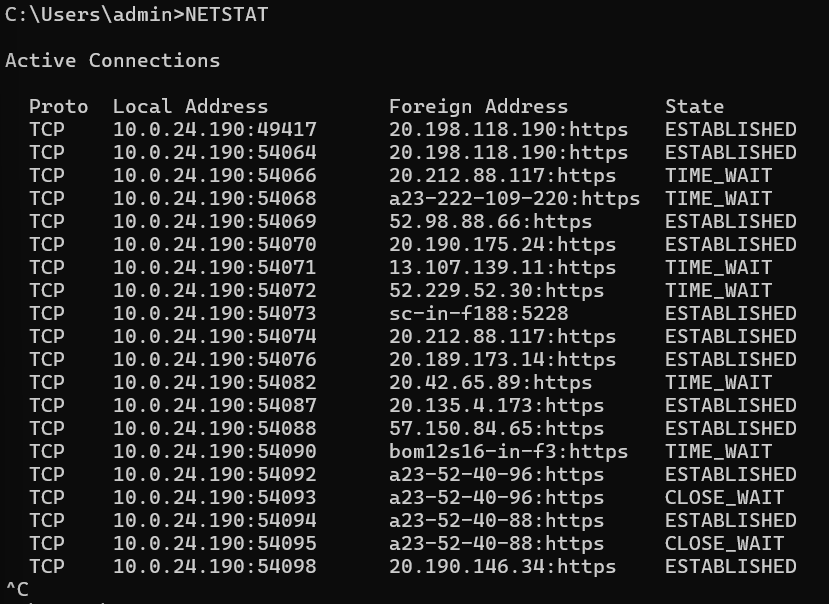 C:\Users\admin>NETSTAT
Active Connections
Proto Local Address Foreign Address State
TCP 10.0.24.190:49417 20.198.118.190:https ESTABLISHED
TCP 10.0.24.190:54064 20.198.118.190:https ESTABLISHED
TCP 10.0.24.190:54066 20.212.88.117:https TIME_WAIT
TCP 10.0.24.190:54068 a23-222-109-220:https TIME_WAIT
TCP 10.0.24.190:54069 52.98.88.66:https ESTABLISHED
TCP 10.0.24.190:54070 20.190.175.24:https ESTABLISHED
TCP 10.0.24.190:54071 13.107.139.11:https TIME_WAIT
TCP 10.0.24.190:54072 52.229.52.30:https TIME_WAIT
TCP 10.0.24.190:54073 sc-in-f188:5228 ESTABLISHED
TCP 10.0.24.190:54074 20.212.88.117:https ESTABLISHED
TCP 10.0.24.190:54076 20.189.173.14:https ESTABLISHED
TCP 10.0.24.190:54082 20.42.65.89:https TIME_WAIT
TCP 10.0.24.190:54087 20.135.4.173:https ESTABLISHED
TCP 10.0.24.190:54088 57.150.84.65:https ESTABLISHED
TCP 10.0.24.190:54090 bom12s16-in-f3:https TIME_WAIT
TCP 10.0.24.190:54092 a23-52-40-96:https ESTABLISHED
TCP 10.0.24.190:54093 a23-52-40-96:https CLOSE_WAIT
TCP 10.0.24.190:54094 a23-52-40-88:https ESTABLISHED
TCP 10.0.24.190:54095 a23-52-40-88:https CLOSE_WAIT
TCP 10.0.24.190:54098 20.190.146.34:https ESTABLISHED
^C